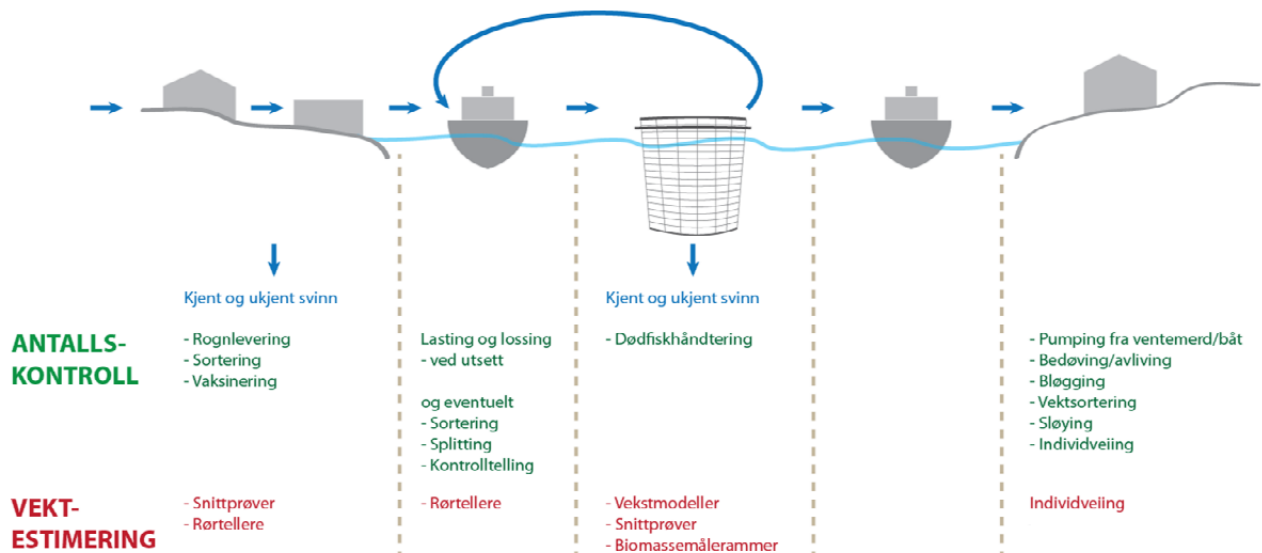 Kjent og ukjent svinn
Kjent og ukjent svinn
ANTALLS-
KONTROLL
- Rognlevering
- Sortering
- Vaksinering
Lasting og lossing
- ved utsett
og eventuelt
- Sortering
- Splitting
- Kontrolltelling
- Dødfiskhåndtering
- Pumping fra ventemerd/båt
- Bedøving/avliving
- Bløgging
- Vektsortering
- Sløying
- Individveiing
VEKT-
ESTIMERING
- Snittprøver
- Rørtellere
- Rørtellere
- Vekstmodeller
- Snittprøver
- Biomassemålerammer
Individveiing